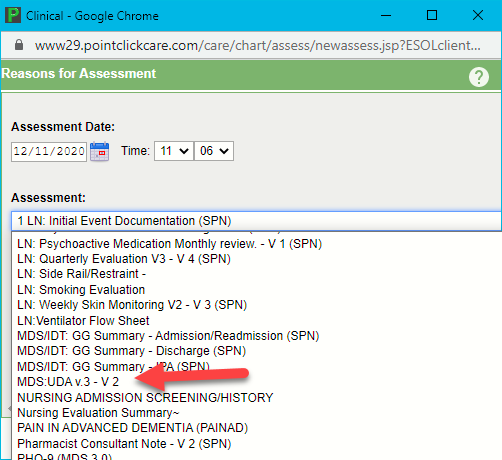 Clinical - Google Chrome
www29.pointclickcare.com/care/chart/assess/newassess.jsp?ESOLclient...
Reasons for Assessment
?
Assessment Date:
12/11/2020 Time: 11 06
Assessment:
1 LN: Initial Event Documentation (SPN)
LN: Psychoactive Medication Monthly review. - V 1 (SPN)
LN: Quarterly Evaluation V3 - V 4 (SPN)
LN: Side Rail/Restraint -
LN: Smoking Evaluation
LN: Weekly Skin Monitoring V2 - V 3 (SPN)
LN:Ventilator Flow Sheet
MDS/IDT: GG Summary - Admission/Readmission (SPN)
MDS/IDT: GG Summary - Discharge (SPN)
MDS/IDT: GG Summary - IPA (SPN)
MDS:UDA v.3 - V 2
NURSING ADMISSION SCREENING/HISTORY
Nursing Evaluation Summary~
PAIN IN ADVANCED DEMENTIA (PAINAD)
Pharmacist Consultant Note - V 2 (SPN)
PHQ-9 (MDS 3.0)